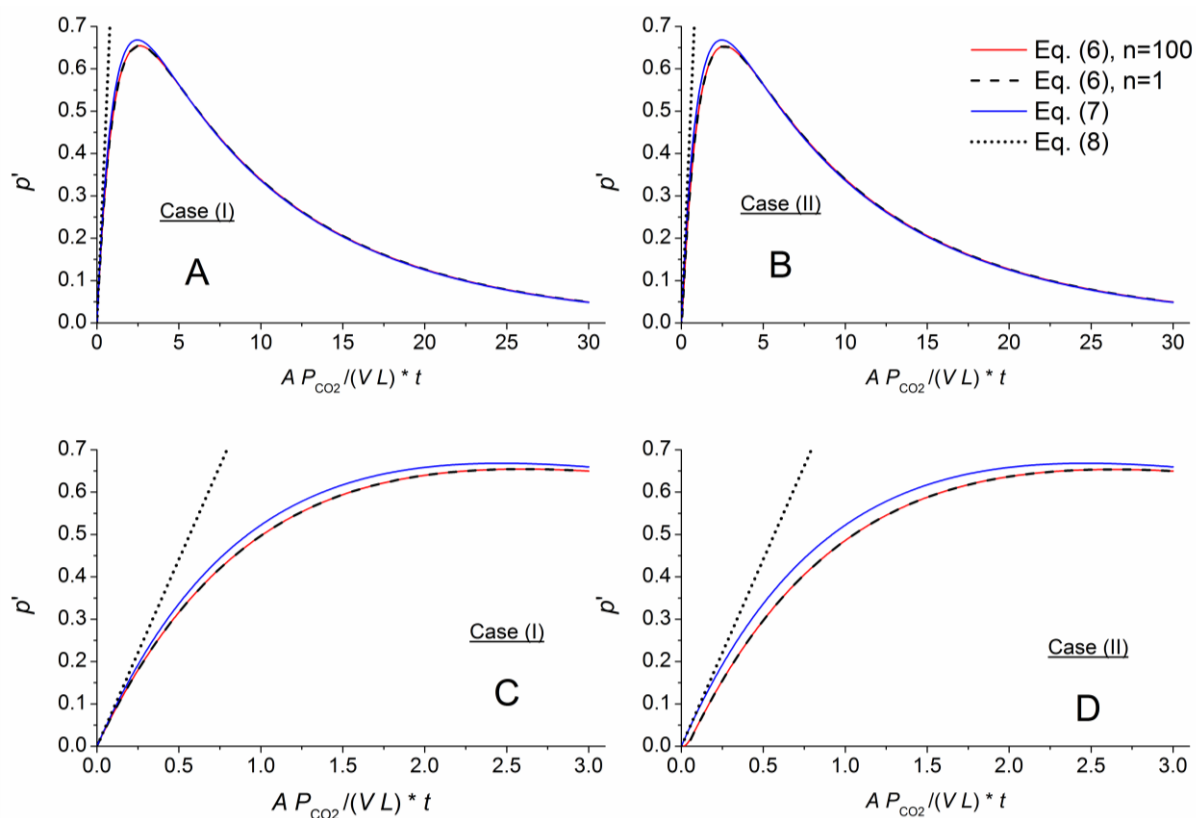 0.7
0.6
0.5
0.4
0.3
0.2
0.1
0.0
p'
Case (I)
A
0 5 10 15 20 25 30
A P_CO2/(V L) * t
0.7
0.6
0.5
0.4
0.3
0.2
0.1
0.0
p'
Case (II)
B
0 5 10 15 20 25 30
A P_CO2/(V L) * t
Eq. (6), n=100
Eq. (6), n=1
Eq. (7)
Eq. (8)
0.7
0.6
0.5
0.4
0.3
0.2
0.1
0.0
p'
Case (I)
C
0.0 0.5 1.0 1.5 2.0 2.5 3.0
A P_CO2/(V L) * t
0.7
0.6
0.5
0.4
0.3
0.2
0.1
0.0
p'
Case (II)
D
0.0 0.5 1.0 1.5 2.0 2.5 3.0
A P_CO2/(V L) * t